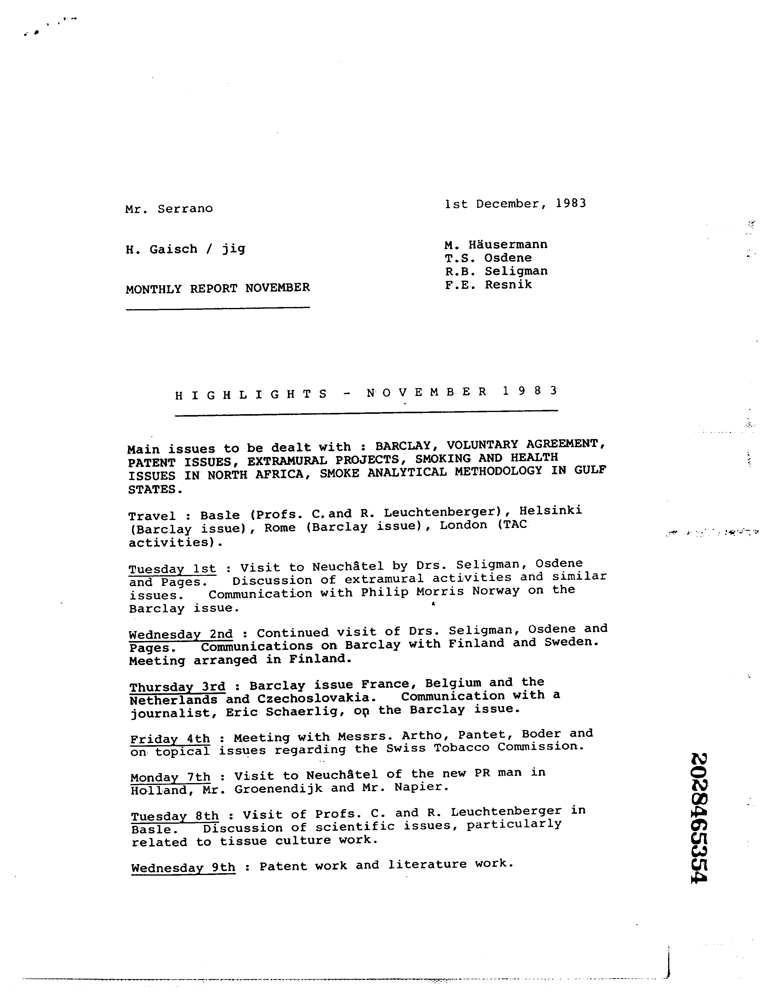 Mr. Serrano
1st December, 1983
H. Gaisch / jig
M. Häusermann
T.S. Osdene
R.B. Seligman
F.E. Resnik
MONTHLY REPORT NOVEMBER
H I G H L I G H T S - N O V E M B E R 1 9 8 3
Main issues to be dealt with : BARCLAY, VOLUNTARY AGREEMENT,
PATENT ISSUES, EXTRAMURAL PROJECTS, SMOKING AND HEALTH
ISSUES IN NORTH AFRICA, SMOKE ANALYTICAL METHODOLOGY IN GULF
STATES.
Travel : Basle (Profs. C. and R. Leuchtenberger), Helsinki
(Barclay issue), Rome (Barclay issue), London (TAC
activities).
Tuesday 1st : Visit to Neuchâtel by Drs. Seligman, Osdene
and Pages. Discussion of extramural activities and similar
issues. Communication with Philip Morris Norway on the
Barclay issue.
Wednesday 2nd : Continued visit of Drs. Seligman, Osdene and
Pages. Communications on Barclay with Finland and Sweden.
Meeting arranged in Finland.
Thursday 3rd : Barclay issue France, Belgium and the
Netherlands and Czechoslovakia. Communication with a
journalist, Eric Schaerlig, on the Barclay issue.
Friday 4th : Meeting with Messrs. Artho, Pantet, Boder and
on topical issues regarding the Swiss Tobacco Commission.
Monday 7th : Visit to Neuchâtel of the new PR man in
Holland, Mr. Groenendijk and Mr. Napier.
Tuesday 8th : Visit of Profs. C. and R. Leuchtenberger in
Basle. Discussion of scientific issues, particularly
related to tissue culture work.
Wednesday 9th : Patent work and literature work.
2028465354